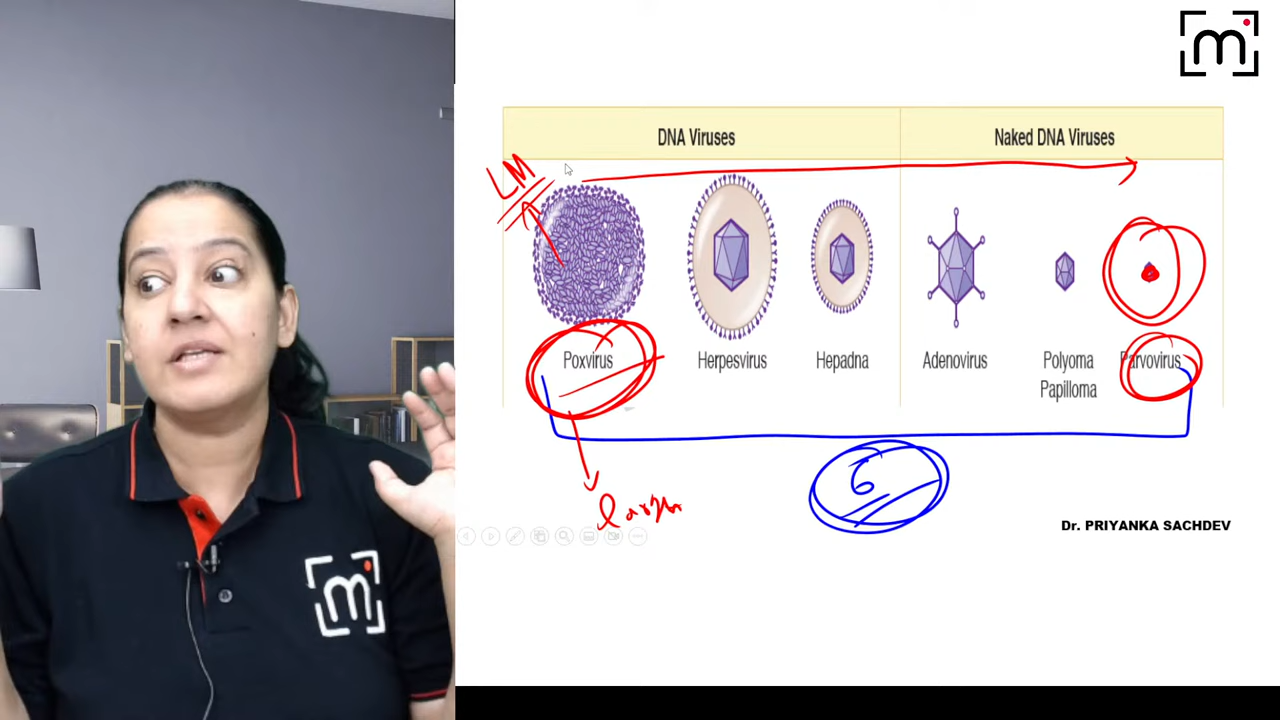 m
DNA Viruses
Naked DNA Viruses
LM
Poxvirus
Herpesvirus
Hepadna
Adenovirus
Polyoma
Papilloma
Parvovirus
6
Dr. PRIYANKA SACHDEV
m